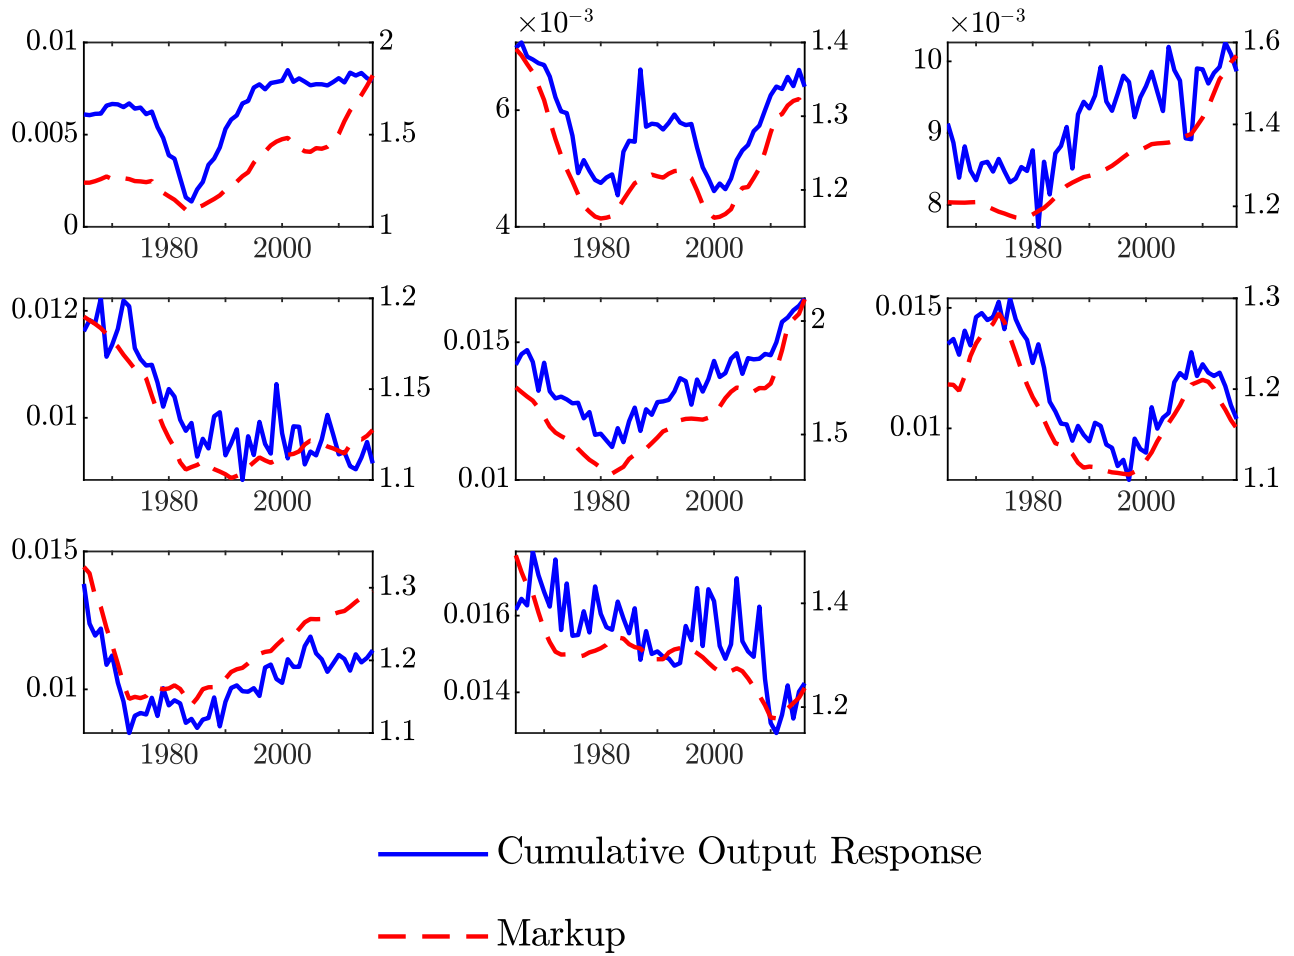 ×10⁻³ ×10⁻³
0.01 2 1.4 10 1.6
6 1.3 9 1.4
0.005 1.5
1.2 8 1.2
0 1 4
1980 2000 1980 2000 1980 2000
0.012 1.2 2 0.015 1.3
0.015
1.15 1.2
0.01 1.5 0.01
1.1 0.01 1.1
1980 2000 1980 2000 1980 2000
0.015
1.3 0.016 1.4
0.01 1.2 0.014
1.1 1.2
1980 2000 1980 2000
Cumulative Output Response
Markup